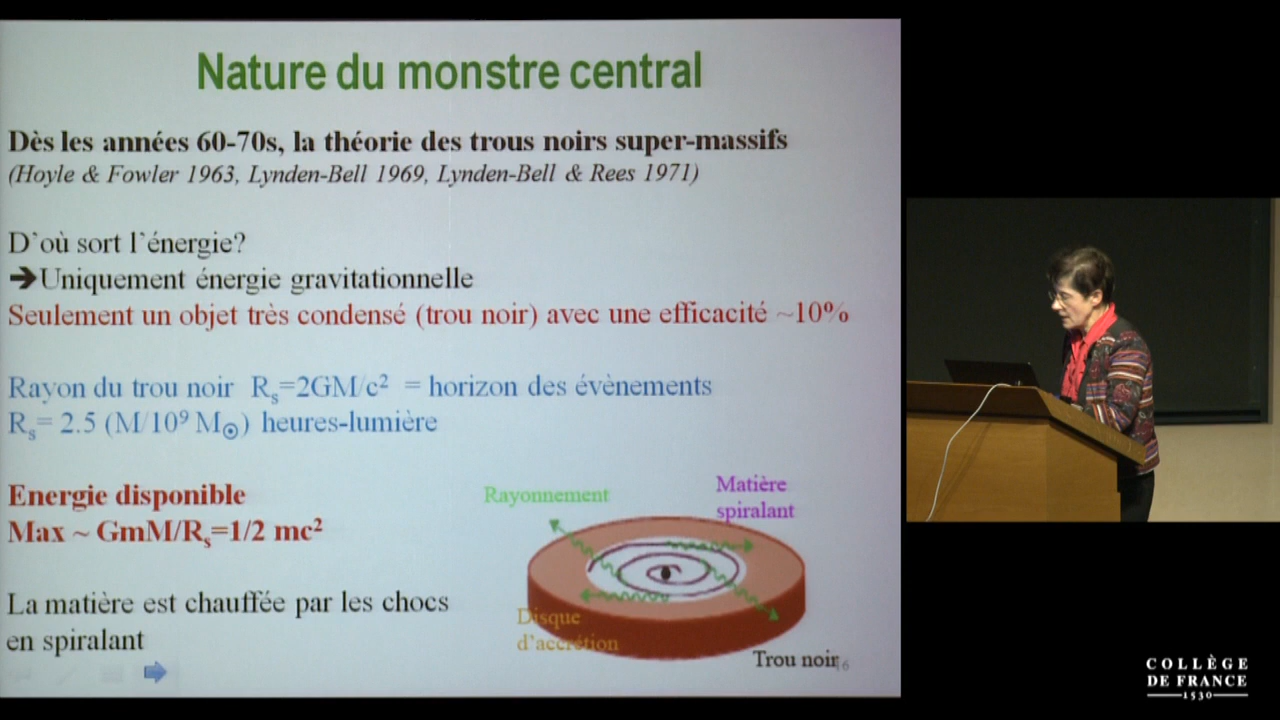 Nature du monstre central
Dès les années 60-70s, la théorie des trous noirs super-massifs
(Hoyle & Fowler 1963, Lynden-Bell 1969, Lynden-Bell & Rees 1971)
D`où sort l`énergie?
➔Uniquement énergie gravitationnelle
Seulement un objet très condensé (trou noir) avec une efficacité ~10%
Rayon du trou noir Rₛ=2GM/c² = horizon des évènements
Rₛ= 2.5 (M/10⁹ M☉) heures-lumière
Energie disponible
Max ~ GmM/Rₛ=1/2 mc²
La matière est chauffée par les chocs
en spiralant
Rayonnement
Matière
spiralant
Disque
d'accrétion
Trou noir
16
COLLÈGE
DE FRANCE
1530